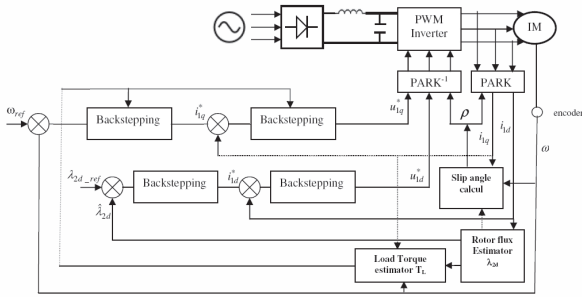 PWM
Inverter
IM
PARK⁻¹
PARK
encoder
ω_ref
Backstepping
i*_1q
Backstepping
u*_1q
ρ
i_1q
i_1d
ω
λ_2d_ref
Backstepping
i*_1d
Backstepping
u*_1d
Slip angle
calcul
λ̂_2d
Load Torque
estimator T_L
Rotor flux
Estimator
λ_2d